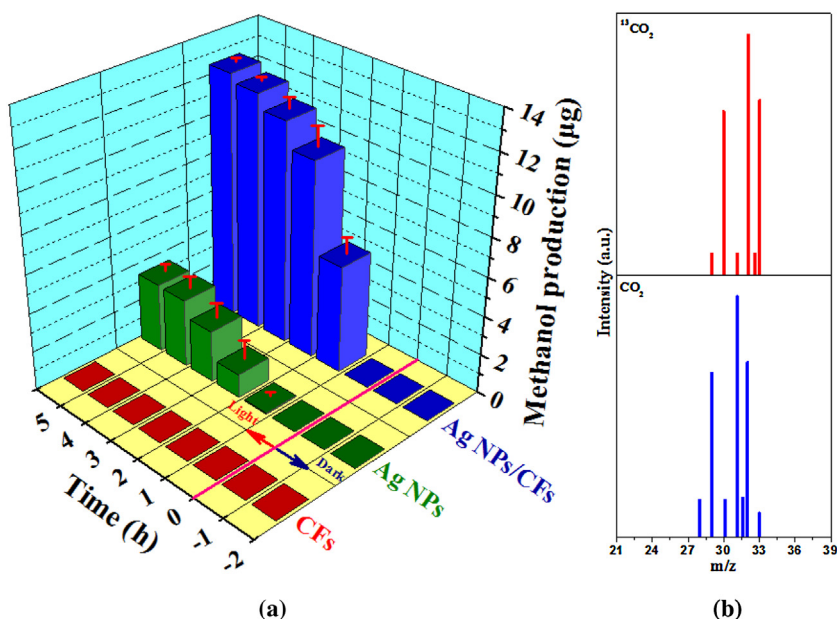 14
12
10
8
6
4
2
0
Methanol production (μg)
5
4
3
2
1
0
-1
-2
Time (h)
Light
Dark
CFs
Ag NPs
Ag NPs/CFs
(a)
¹³CO₂
CO₂
Intensity (a.u.)
21 24 27 30 33 36 39
m/z
(b)